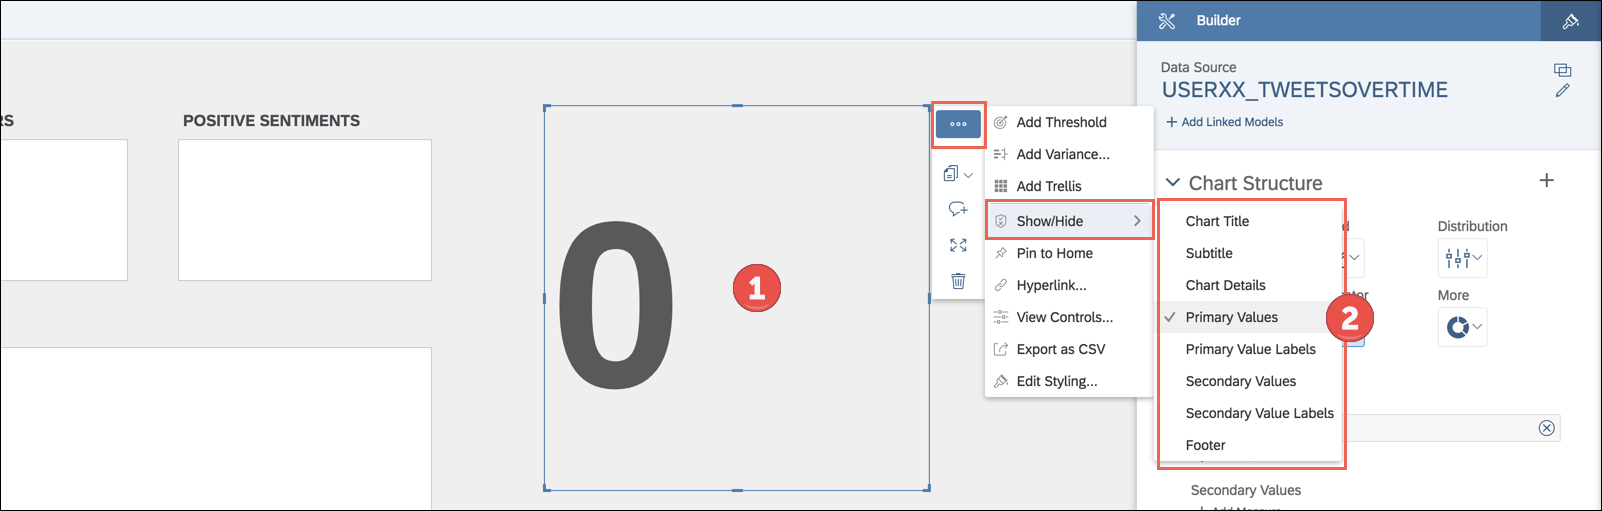 Builder
Data Source
USERXX_TWEETSOVERTIME
+ Add Linked Models
RS
POSITIVE SENTIMENTS
0
1
Add Threshold
Add Variance...
Add Trellis
Show/Hide
Pin to Home
Hyperlink...
View Controls...
Export as CSV
Edit Styling...
Chart Structure
Chart Title
Subtitle
Chart Details
Primary Values
Primary Value Labels
Secondary Values
Secondary Value Labels
Footer
2
Distribution
More
Secondary Values
+ Add Measure